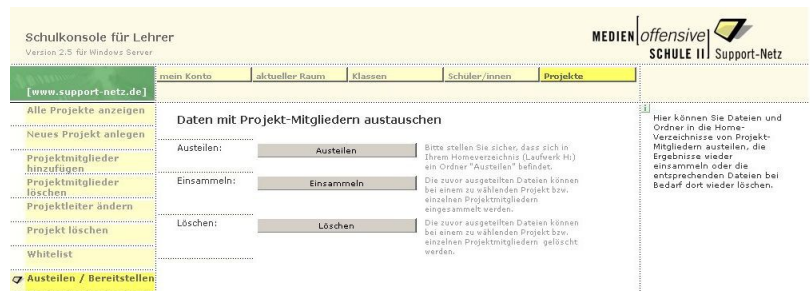 Schulkonsole für Lehrer
Version 2.5 für Windows Server
MEDIEN offensive
SCHULE II Support-Netz
[www.support-netz.de]
mein Konto
aktueller Raum
Klassen
Schüler/innen
Projekte
Alle Projekte anzeigen
Neues Projekt anlegen
Projektmitglieder
hinzufügen
Projektmitglieder
löschen
Projektleiter ändern
Projekt löschen
Whitelist
Austeilen / Bereitstellen
Daten mit Projekt-Mitgliedern austauschen
Austeilen:
Austeilen
Bitte stellen Sie sicher, dass sich in
Ihrem Homeverzeichnis (Laufwerk H:)
ein Ordner "Austeilen" befindet.
Einsammeln:
Einsammeln
Die zuvor ausgeteilten Dateien können
bei einem zu wählenden Projekt bzw.
einzelnen Projektmitgliedern
eingesammelt werden.
Löschen:
Löschen
Die zuvor ausgeteilten Dateien können
bei einem zu wählenden Projekt bzw.
einzelnen Projektmitgliedern gelöscht
werden.
i
Hier können Sie Dateien und
Ordner in die Home-
Verzeichnisse von Projekt-
Mitgliedern austeilen, die
Ergebnisse wieder
einsammeln oder die
entsprechenden Dateien bei
Bedarf dort wieder löschen.